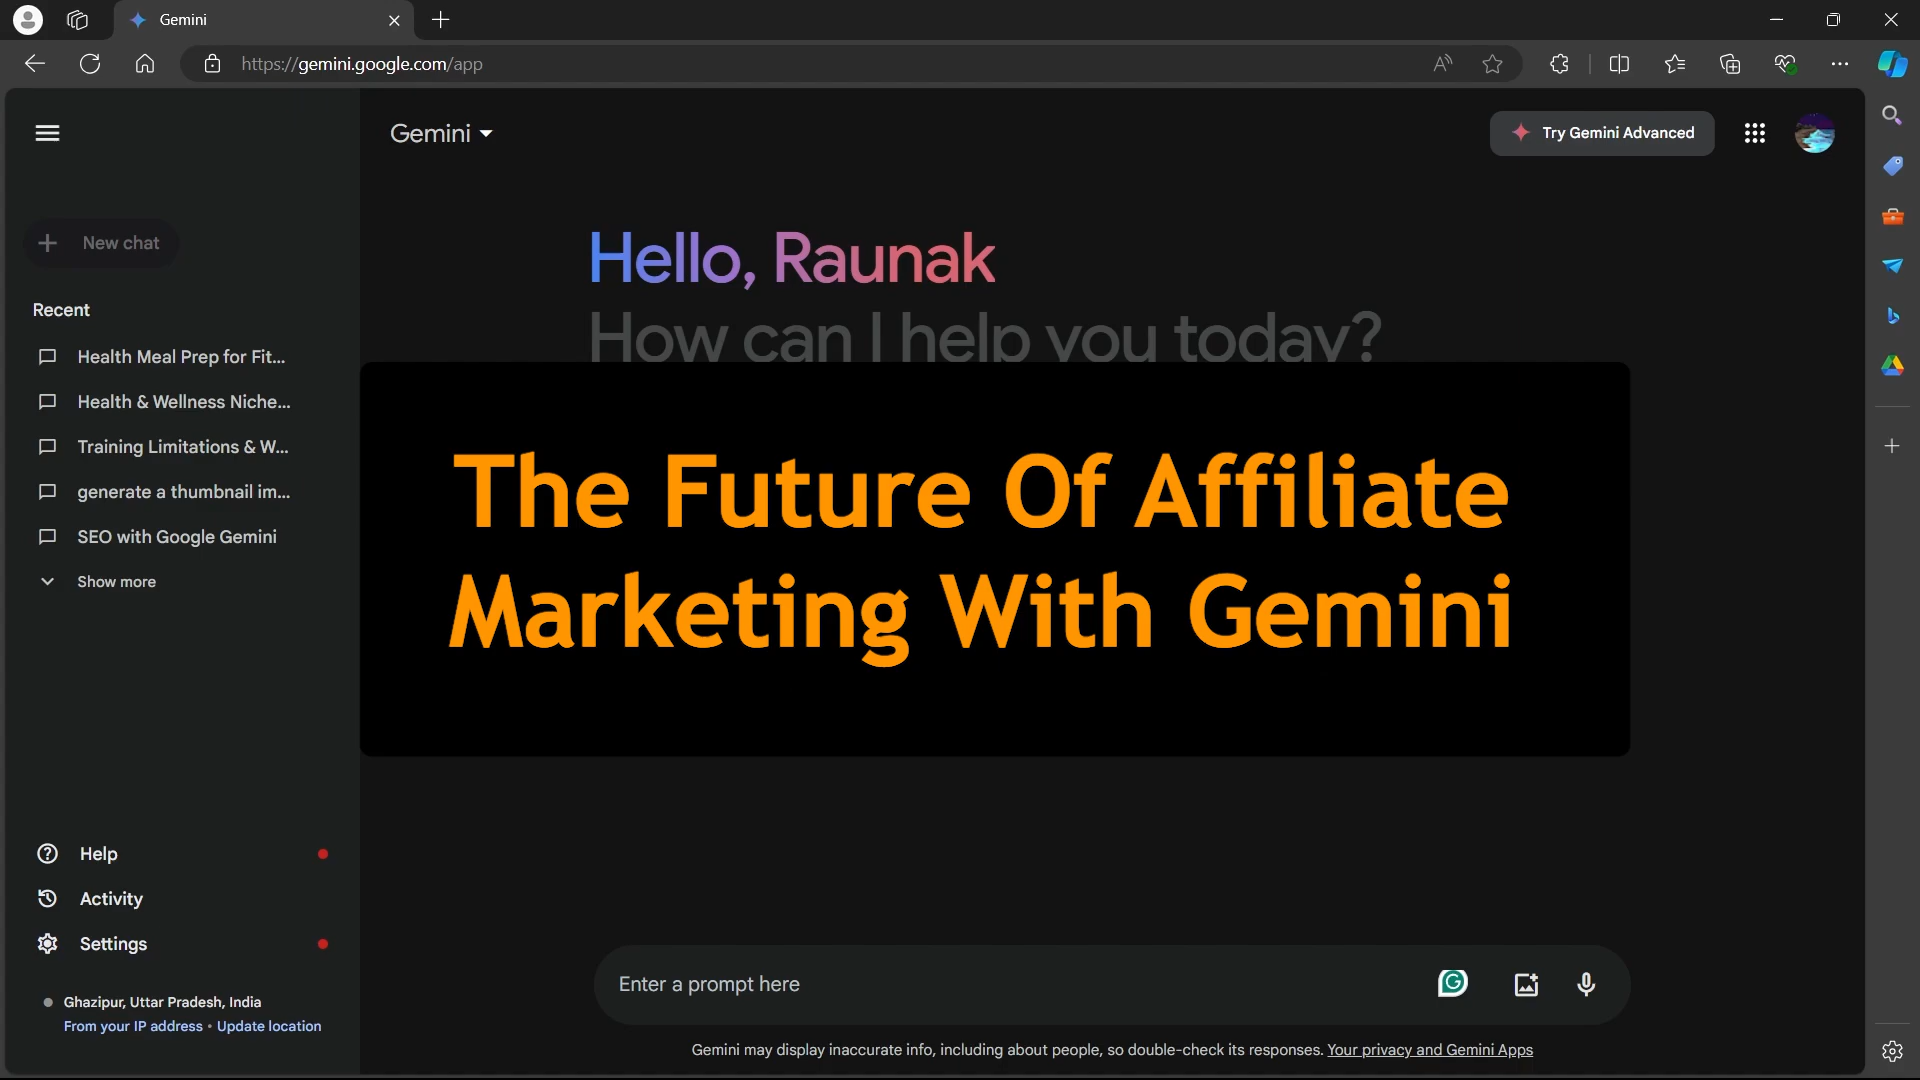 Gemini
https://gemini.google.com/app
Gemini
Try Gemini Advanced
New chat
Hello, Raunak
How can I help you today?
Recent
Health Meal Prep for Fit...
Health & Wellness Niche...
Training Limitations & W...
generate a thumbnail im...
SEO with Google Gemini
Show more
The Future Of Affiliate
Marketing With Gemini
Help
Activity
Settings
Ghazipur, Uttar Pradesh, India
From your IP address • Update location
Enter a prompt here
Gemini may display inaccurate info, including about people, so double-check its responses. Your privacy and Gemini Apps